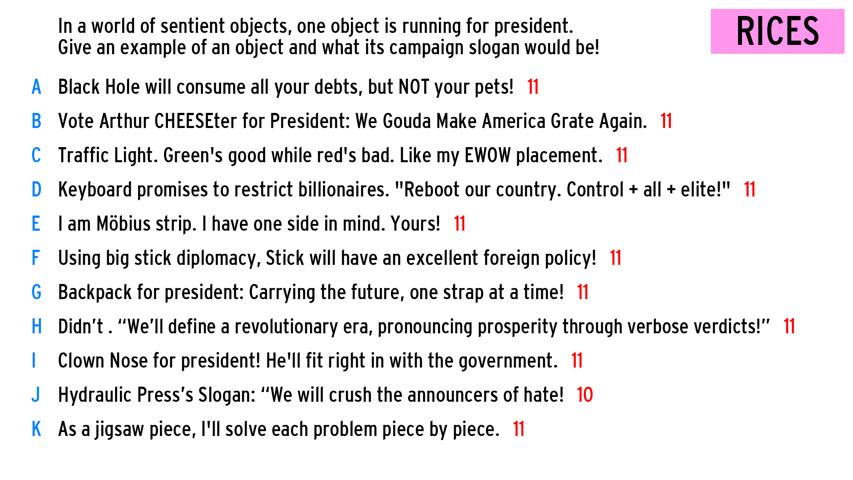 In a world of sentient objects, one object is running for president.
Give an example of an object and what its campaign slogan would be!
RICES
A Black Hole will consume all your debts, but NOT your pets! 11
B Vote Arthur CHEESEter for President: We Gouda Make America Grate Again. 11
C Traffic Light. Green's good while red's bad. Like my EWOW placement. 11
D Keyboard promises to restrict billionaires. "Reboot our country. Control + all + elite!" 11
E I am Möbius strip. I have one side in mind. Yours! 11
F Using big stick diplomacy, Stick will have an excellent foreign policy! 11
G Backpack for president: Carrying the future, one strap at a time! 11
H Didn’t . “We’ll define a revolutionary era, pronouncing prosperity through verbose verdicts!” 11
I Clown Nose for president! He'll fit right in with the government. 11
J Hydraulic Press’s Slogan: “We will crush the announcers of hate! 10
K As a jigsaw piece, I'll solve each problem piece by piece. 11